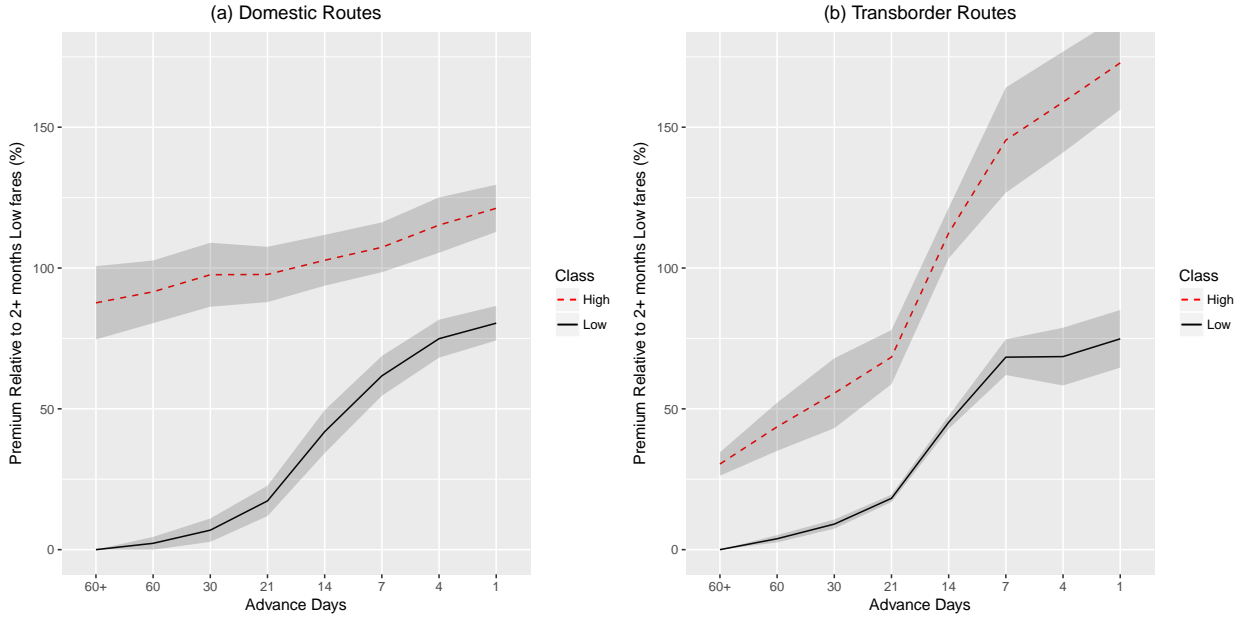 (a) Domestic Routes
Premium Relative to 2+ months Low fares (%)
150
100
50
0
60+ 60 30 21 14 7 4 1
Advance Days
Class
High
Low
(b) Transborder Routes
Premium Relative to 2+ months Low fares (%)
150
100
50
0
60+ 60 30 21 14 7 4 1
Advance Days
Class
High
Low